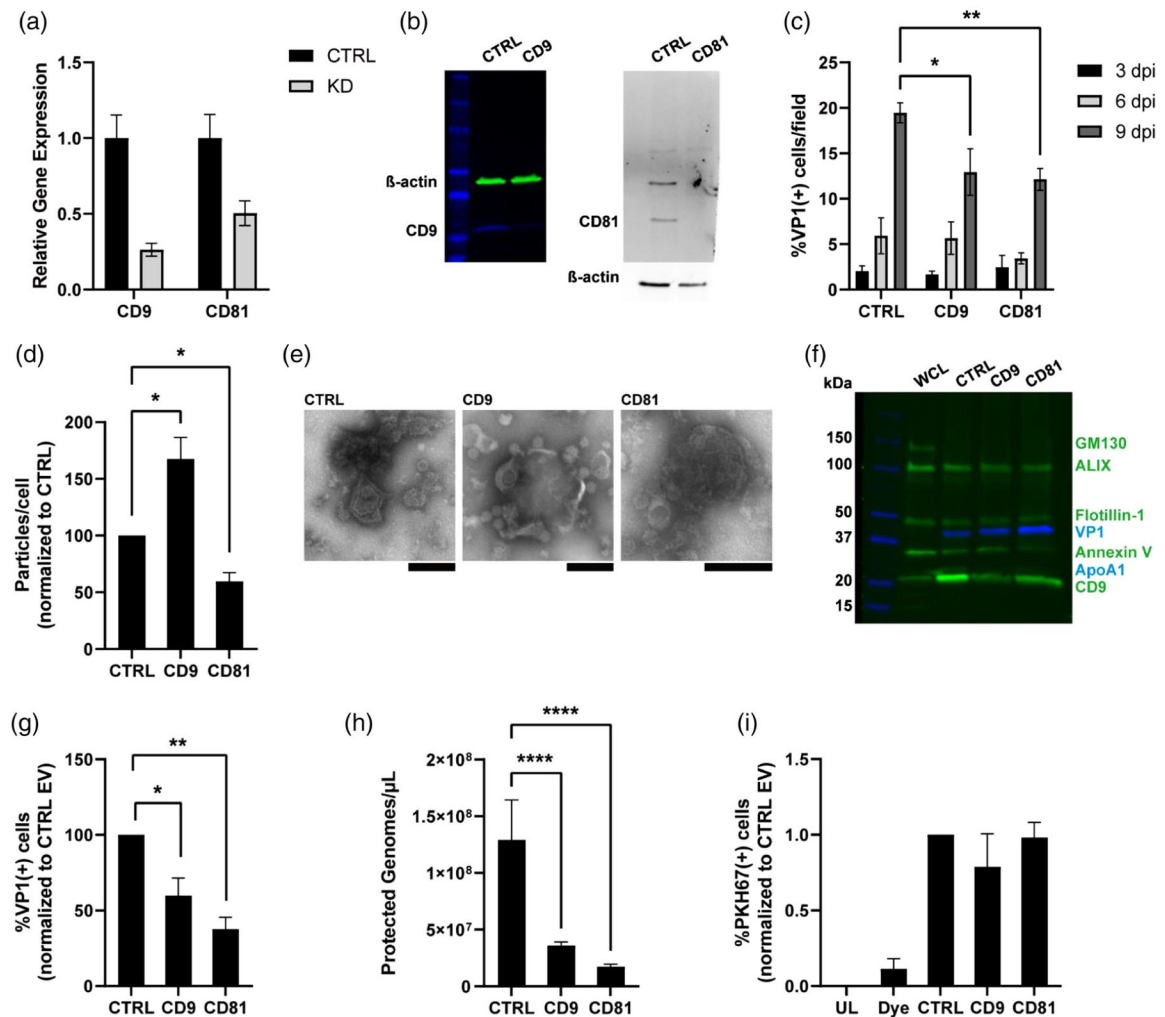 (a)
CTRL
KD
Relative Gene Expression
1.5
1.0
0.5
0.0
CD9
CD81
(b)
CTRL
CD9
CTRL
CD81
ß-actin
CD9
CD81
ß-actin
(c)
**
*
%VP1(+) cells/field
25
20
15
10
5
0
CTRL
CD9
CD81
3 dpi
6 dpi
9 dpi
(d)
*
*
Particles/cell
(normalized to CTRL)
200
150
100
50
0
CTRL
CD9
CD81
(e)
CTRL
CD9
CD81
(f)
WCL
CTRL
CD9
CD81
kDa
150
100
50
37
20
15
GM130
ALIX
Flotillin-1
VP1
Annexin V
ApoA1
CD9
(g)
**
*
%VP1(+) cells
(normalized to CTRL EV)
150
100
50
0
CTRL
CD9
CD81
(h)
****
****
Protected Genomes/µL
2×10⁸
1.5×10⁸
1×10⁸
5×10⁷
0
CTRL
CD9
CD81
(i)
%PKH67(+) cells
(normalized to CTRL EV)
1.5
1.0
0.5
0.0
UL
Dye
CTRL
CD9
CD81